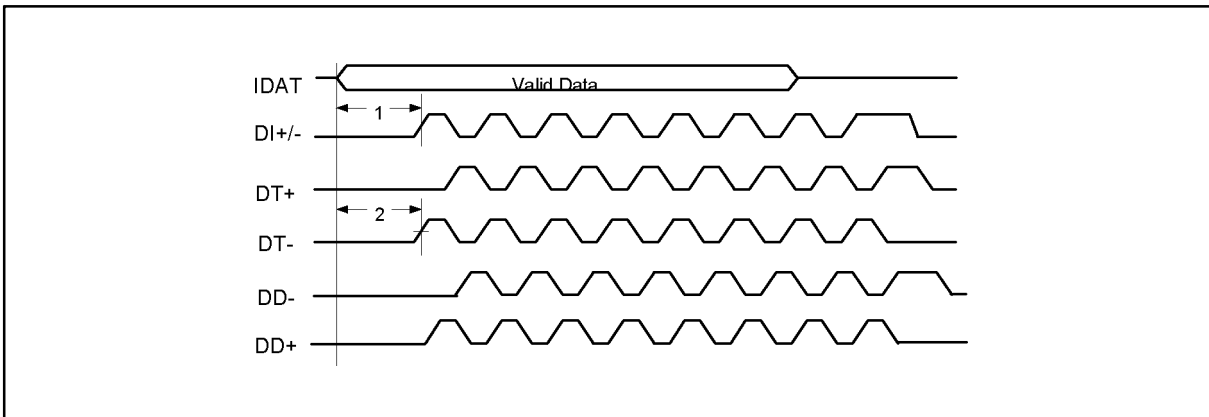 IDAT
Valid Data
1
DI+/-
DT+
2
DT-
DD-
DD+